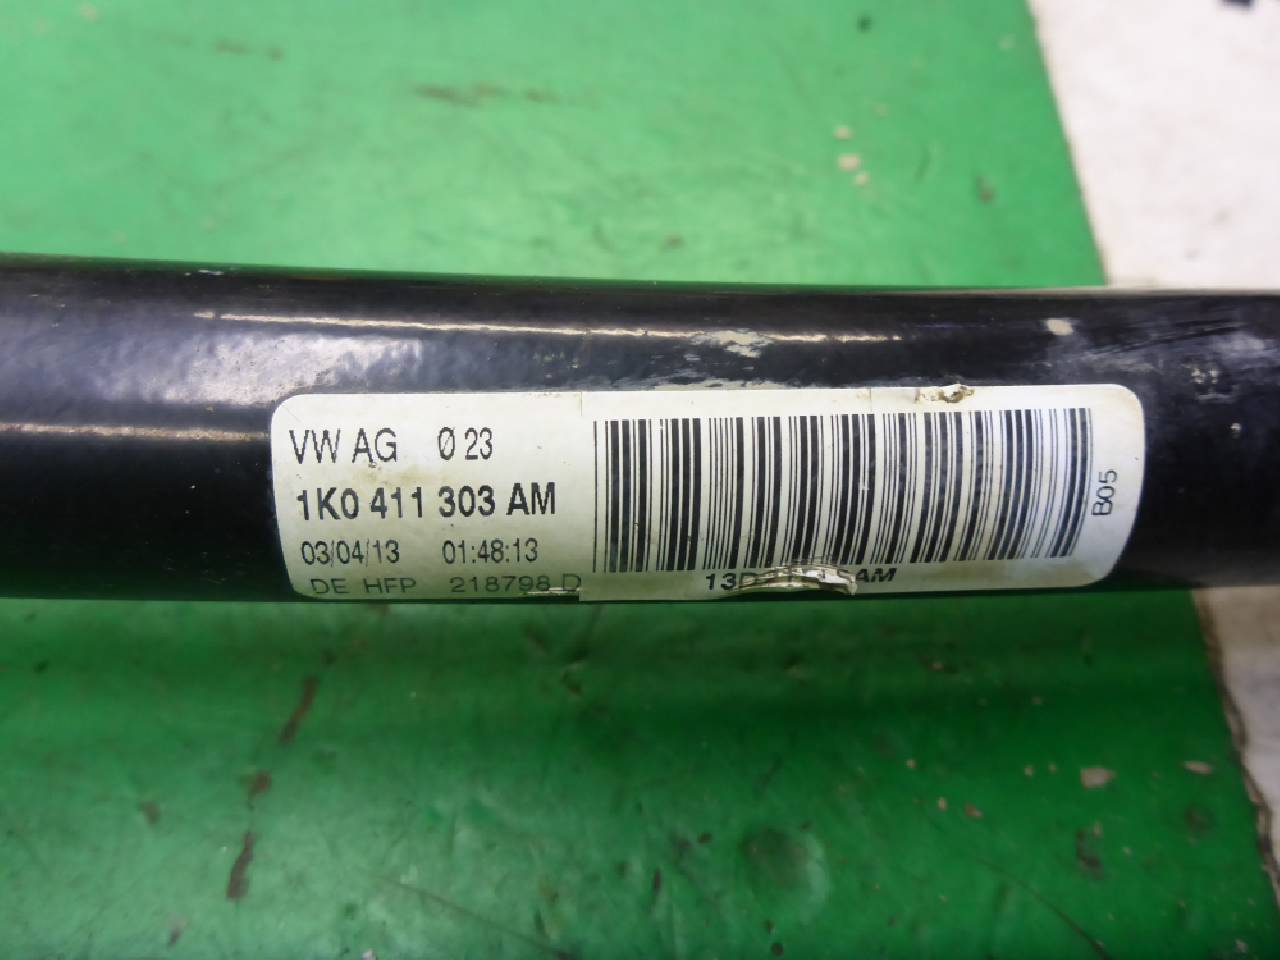 VW AG Ø 23
1K0 411 303 AM
03/04/13 01:48:13
DE HFP 218798 D
B05